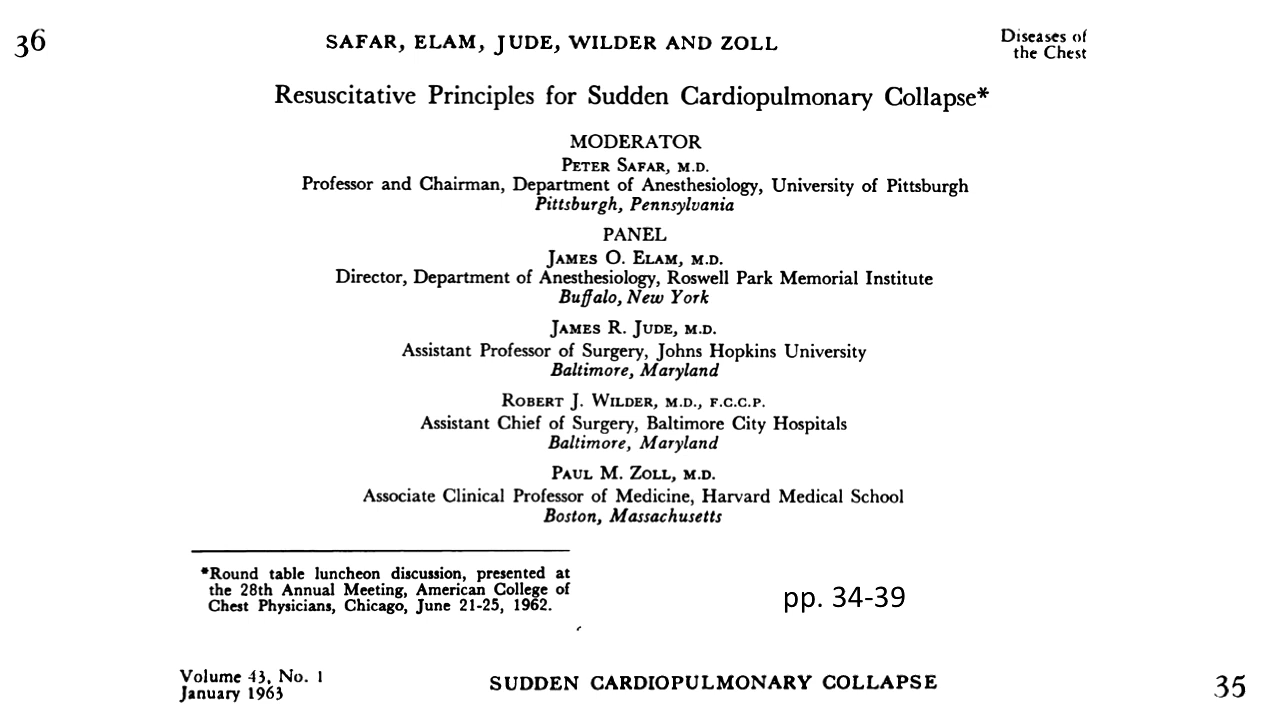 36
SAFAR, ELAM, JUDE, WILDER AND ZOLL
Diseases of
the Chest
Resuscitative Principles for Sudden Cardiopulmonary Collapse*
MODERATOR
PETER SAFAR, M.D.
Professor and Chairman, Department of Anesthesiology, University of Pittsburgh
Pittsburgh, Pennsylvania
PANEL
JAMES O. ELAM, M.D.
Director, Department of Anesthesiology, Roswell Park Memorial Institute
Buffalo, New York
JAMES R. JUDE, M.D.
Assistant Professor of Surgery, Johns Hopkins University
Baltimore, Maryland
ROBERT J. WILDER, M.D., F.C.C.P.
Assistant Chief of Surgery, Baltimore City Hospitals
Baltimore, Maryland
PAUL M. ZOLL, M.D.
Associate Clinical Professor of Medicine, Harvard Medical School
Boston, Massachusetts
*Round table luncheon discussion, presented at
the 28th Annual Meeting, American College of
Chest Physicians, Chicago, June 21-25, 1962.
pp. 34-39
Volume 43, No. 1
January 1963
SUDDEN CARDIOPULMONARY COLLAPSE
35